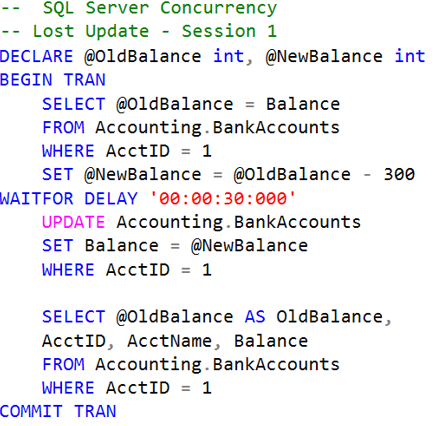 --  SQL Server Concurrency
-- Lost Update - Session 1
DECLARE @OldBalance int, @NewBalance int
BEGIN TRAN
    SELECT @OldBalance = Balance
    FROM Accounting.BankAccounts
    WHERE AcctID = 1
    SET @NewBalance = @OldBalance - 300
WAITFOR DELAY '00:00:30:000'
    UPDATE Accounting.BankAccounts
    SET Balance = @NewBalance
    WHERE AcctID = 1

    SELECT @OldBalance AS OldBalance,
    AcctID, AcctName, Balance
    FROM Accounting.BankAccounts
    WHERE AcctID = 1
COMMIT TRAN